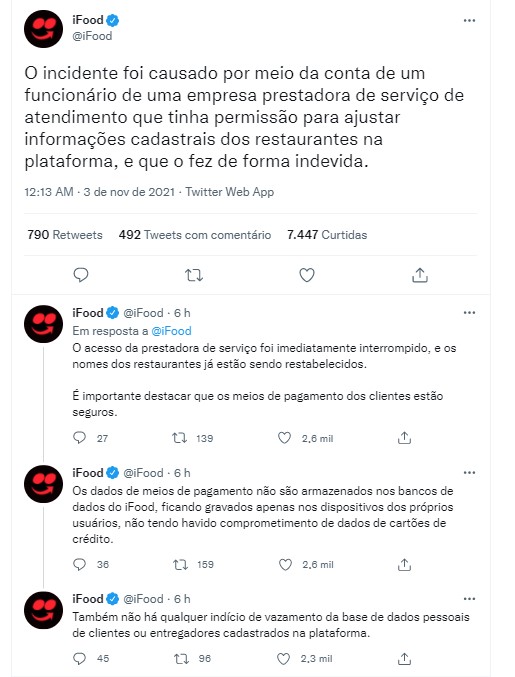 iFood
@iFood
O incidente foi causado por meio da conta de um
funcionário de uma empresa prestadora de serviço de
atendimento que tinha permissão para ajustar
informações cadastrais dos restaurantes na
plataforma, e que o fez de forma indevida.
12:13 AM · 3 de nov de 2021 · Twitter Web App
790 Retweets 492 Tweets com comentário 7.447 Curtidas
iFood @iFood · 6 h
Em resposta a @iFood
O acesso da prestadora de serviço foi imediatamente interrompido, e os
nomes dos restaurantes já estão sendo restabelecidos.
É importante destacar que os meios de pagamento dos clientes estão
seguros.
27 139 2,6 mil
iFood @iFood · 6 h
Os dados de meios de pagamento não são armazenados nos bancos de
dados do iFood, ficando gravados apenas nos dispositivos dos próprios
usuários, não tendo havido comprometimento de dados de cartões de
crédito.
36 159 2,6 mil
iFood @iFood · 6 h
Também não há qualquer indício de vazamento da base de dados pessoais
de clientes ou entregadores cadastrados na plataforma.
45 96 2,3 mil